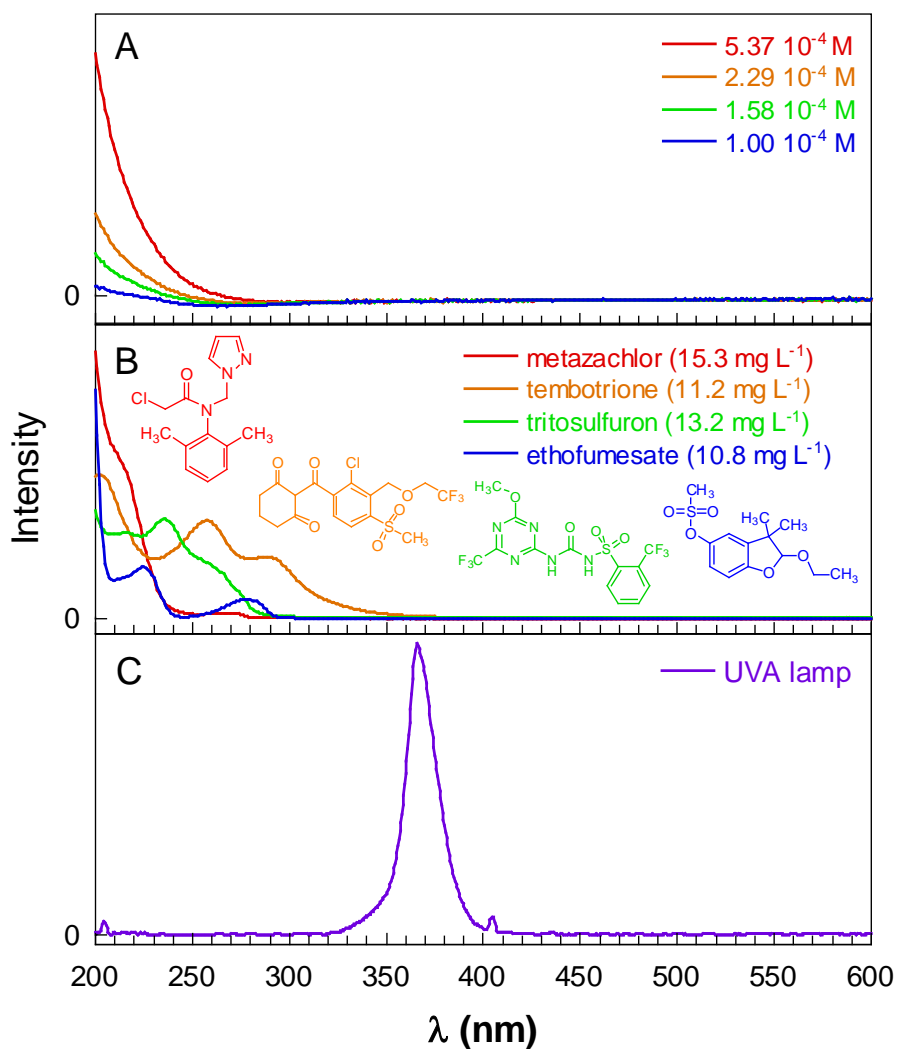 A
5.37 10⁻⁴ M
2.29 10⁻⁴ M
1.58 10⁻⁴ M
1.00 10⁻⁴ M
0
B
metazachlor (15.3 mg L⁻¹)
tembotrione (11.2 mg L⁻¹)
tritosulfuron (13.2 mg L⁻¹)
ethofumesate (10.8 mg L⁻¹)
N
N
O
Cl
N
H₃C
CH₃
O
O
Cl
O
CF₃
O
S
O
O
CH₃
H₃C
O
N
N
F₃C
N
NH
O
NH
S
O
O
CF₃
CH₃
O
S
O
O
H₃C
CH₃
O
O
CH₃
Intensity
0
C
UVA lamp
0
200 250 300 350 400 450 500 550 600
λ (nm)